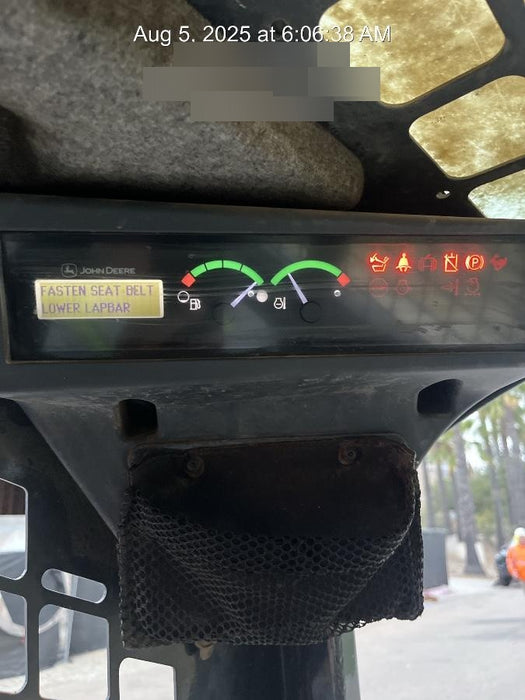 Aug 5, 2025 at 6:06:38 AM
JOHN DEERE
FASTEN SEAT BELT
LOWER LAPBAR
P